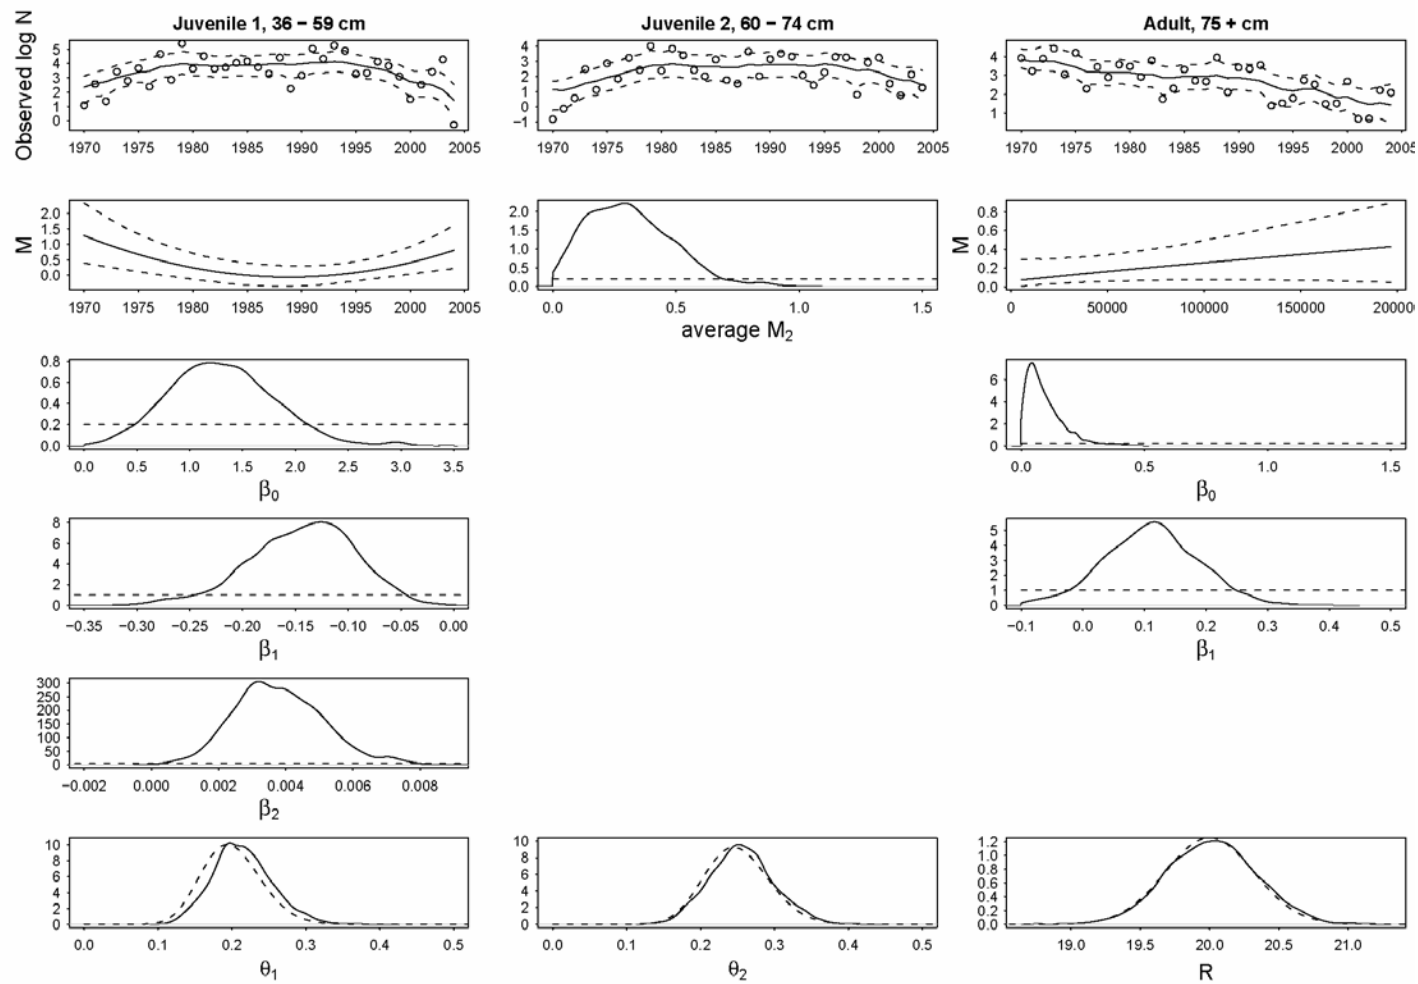 Juvenile 1, 36 – 59 cm
Juvenile 2, 60 – 74 cm
Adult, 75 + cm
Observed log N
5
4
3
2
1
0
1970 1975 1980 1985 1990 1995 2000 2005
4
3
2
1
0
−1
1970 1975 1980 1985 1990 1995 2000 2005
4
3
2
1
1970 1975 1980 1985 1990 1995 2000 2005
M
2.0
1.5
1.0
0.5
0.0
1970 1975 1980 1985 1990 1995 2000 2005
2.0
1.5
1.0
0.5
0.0
0.0 0.5 1.0 1.5
average M₂
M
0.8
0.6
0.4
0.2
0.0
50000 100000 150000 20000
0.8
0.6
0.4
0.2
0.0
0.0 0.5 1.0 1.5 2.0 2.5 3.0 3.5
β₀
6
4
2
0
0.0 0.5 1.0 1.5
β₀
8
6
4
2
0
−0.35 −0.30 −0.20 −0.15 −0.10 −0.05 0.00
β₁
5
4
3
2
1
0
−0.1 0.0 0.1 0.2 0.3 0.4 0.5
β₁
300
250
200
150
100
50
0
−0.002 0.000 0.002 0.004 0.006 0.008
β₂
10
8
6
4
2
0
0.0 0.1 0.2 0.3 0.4 0.5
θ₁
10
8
6
4
2
0
0.0 0.1 0.2 0.3 0.4 0.5
θ₂
1.2
1.0
0.8
0.6
0.4
0.2
0.0
19.0 19.5 20.0 20.5 21.0
R